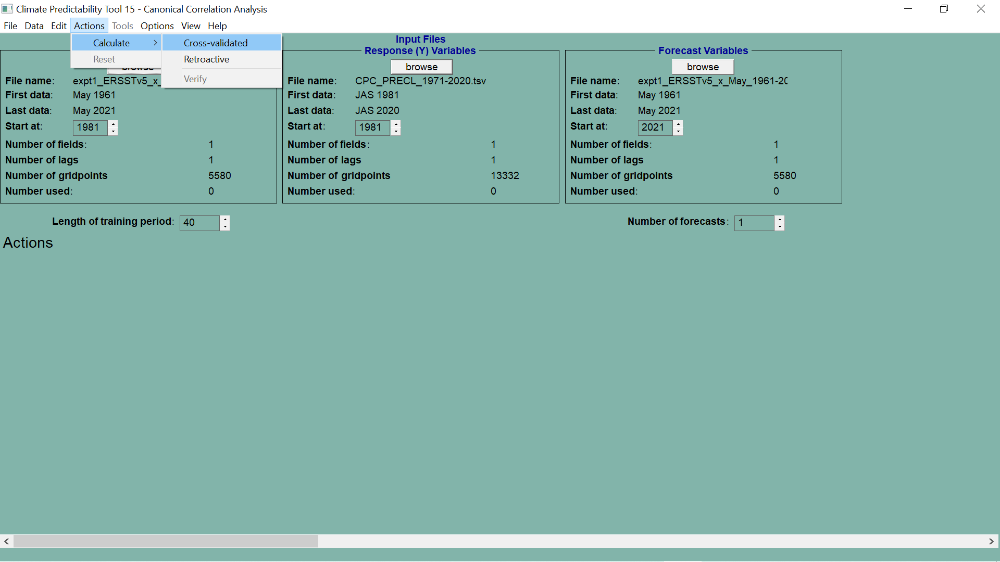 Climate Predictability Tool 15 - Canonical Correlation Analysis
File Data Edit Actions Tools Options View Help
Calculate
Reset
Cross-validated
Retroactive
Verify
Input Files
browse
File name: expt1_ERSSTv5_x_
First data: May 1961
Last data: May 2021
Start at: 1981
Number of fields: 1
Number of lags 1
Number of gridpoints 5580
Number used: 0
Response (Y) Variables
browse
File name: CPC_PRECL_1971-2020.tsv
First data: JAS 1981
Last data: JAS 2020
Start at: 1981
Number of fields: 1
Number of lags 1
Number of gridpoints 13332
Number used: 0
Forecast Variables
browse
File name: expt1_ERSSTv5_x_May_1961-20
First data: May 1961
Last data: May 2021
Start at: 2021
Number of fields: 1
Number of lags 1
Number of gridpoints 5580
Number used: 0
Length of training period: 40
Number of forecasts: 1
Actions